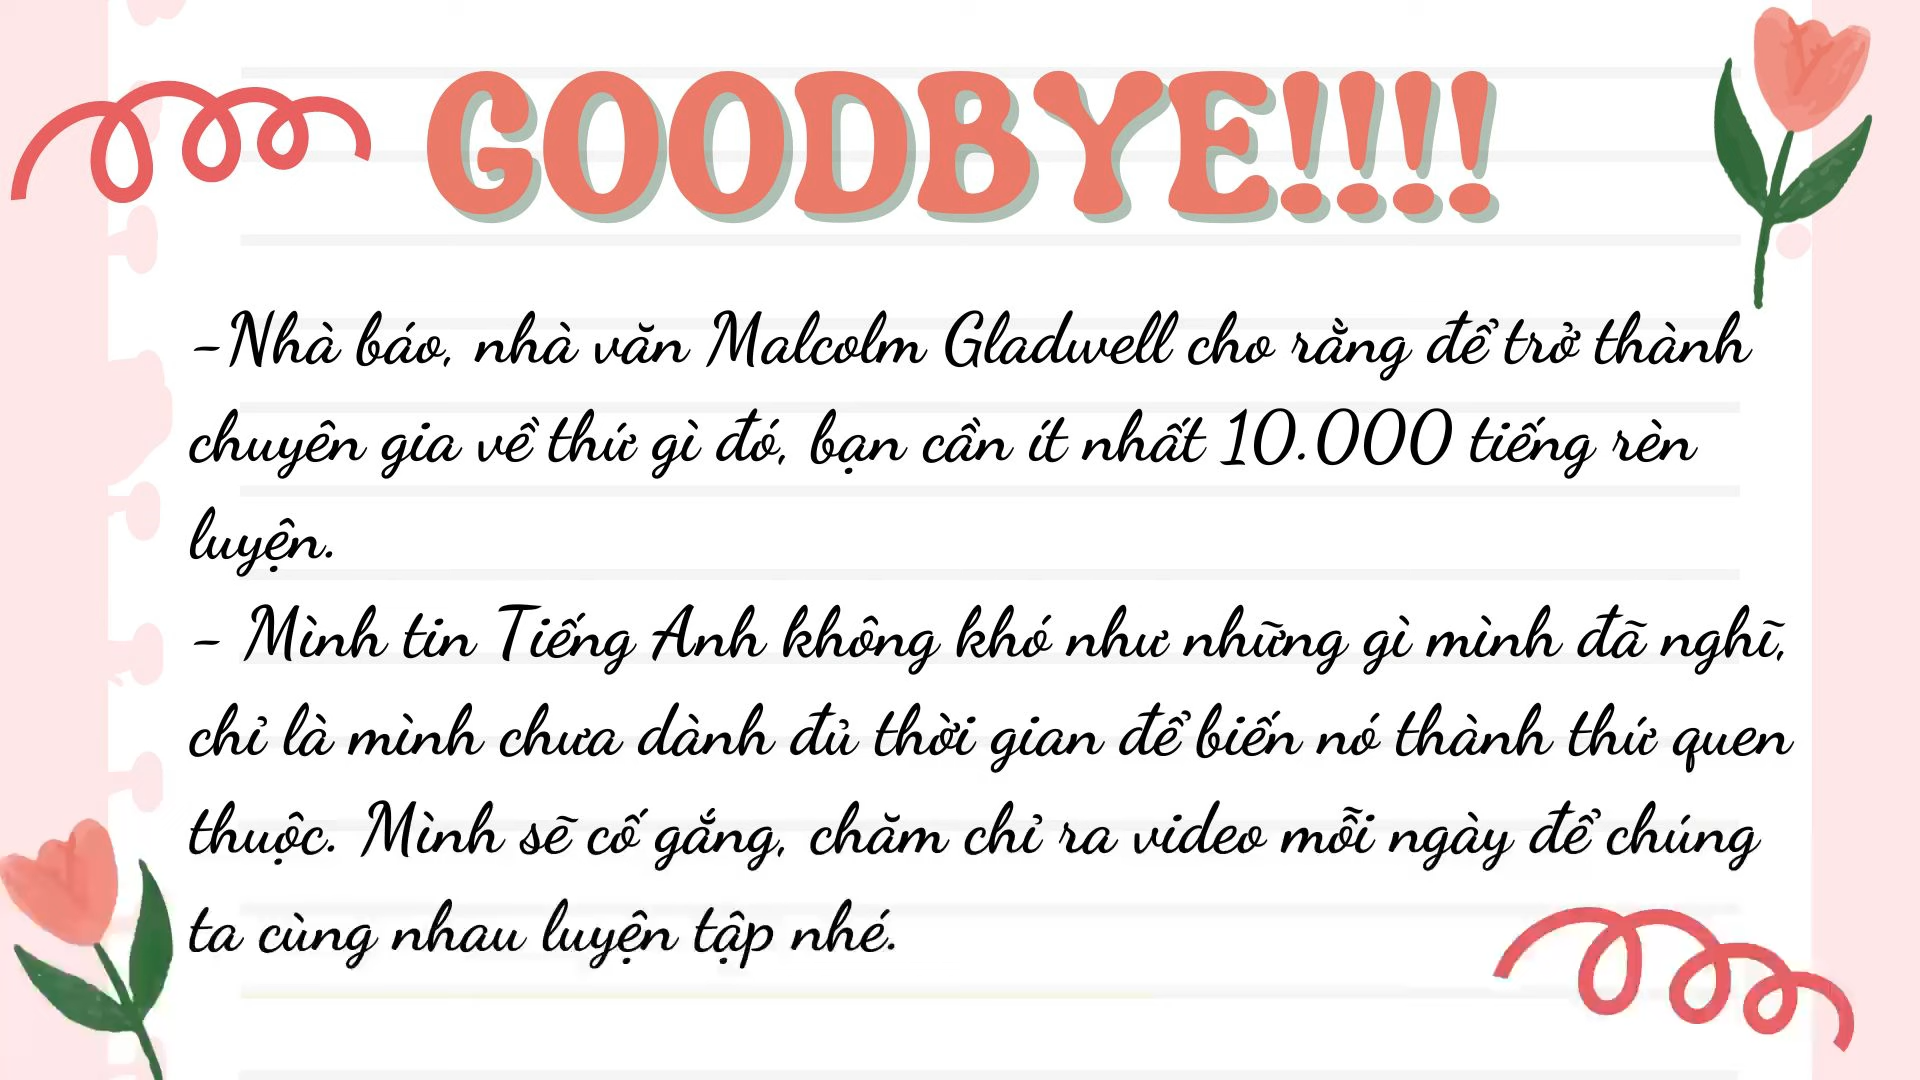 GOODBYE!!!!
-Nhà báo, nhà văn Malcolm Gladwell cho rằng để trở thành
chuyên gia về thứ gì đó, bạn cần ít nhất 10.000 tiếng rèn
luyện.
- Mình tin Tiếng Anh không khó như những gì mình đã nghĩ,
chỉ là mình chưa dành đủ thời gian để biến nó thành thứ quen
thuộc. Mình sẽ cố gắng, chăm chỉ ra video mỗi ngày để chúng
ta cùng nhau luyện tập nhé.